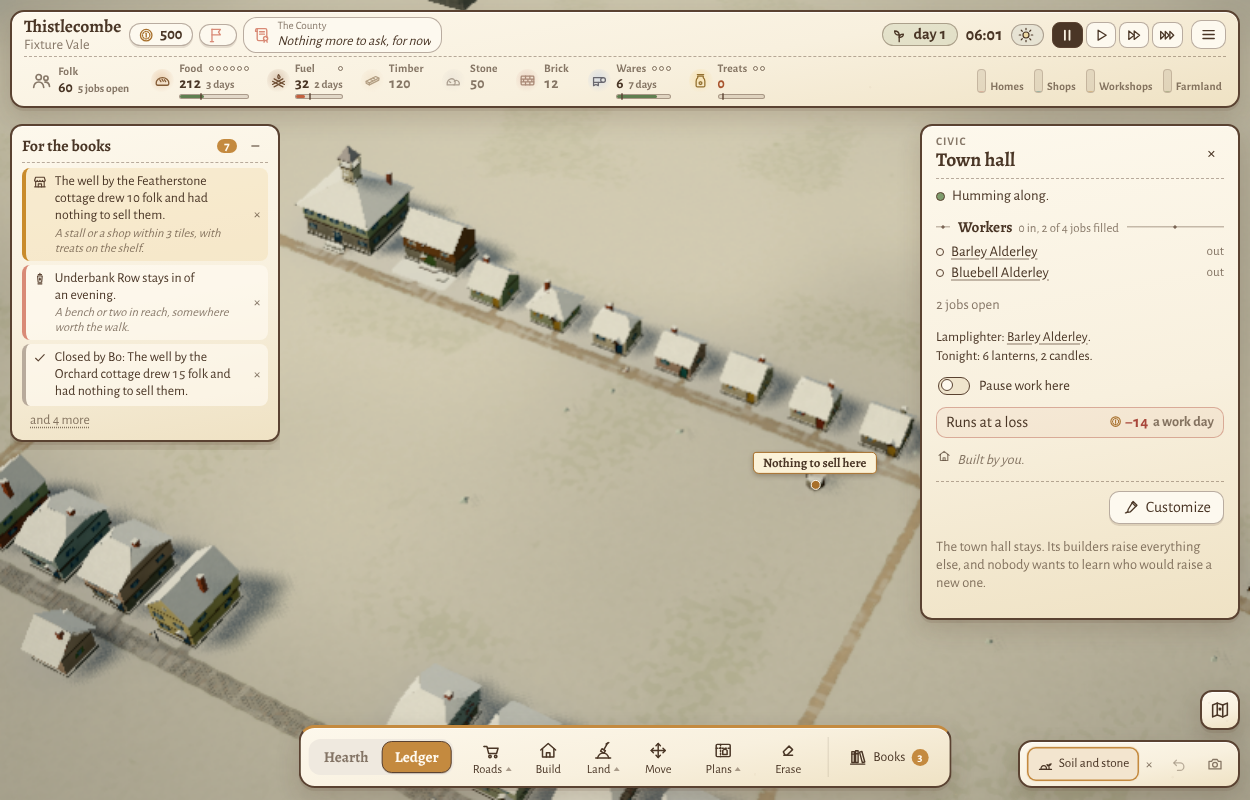 Thistlecombe
Fixture Vale
500
The County
Nothing more to ask, for now
day 1
06:01
Folk
60 5 jobs open
Food
212 3 days
Fuel
32 2 days
Timber
120
Stone
50
Brick
12
Wares
6 7 days
Treats
0
Homes
Shops
Workshops
Farmland
For the books
7
The well by the Featherstone
cottage drew 10 folk and had
nothing to sell them.
A stall or a shop within 3 tiles, with
treats on the shelf.
Underbank Row stays in of
an evening.
A bench or two in reach, somewhere
worth the walk.
Closed by Bo: The well by the
Orchard cottage drew 15 folk and
had nothing to sell them.
and 4 more
Nothing to sell here
CIVIC
Town hall
Humming along.
Workers 0 in, 2 of 4 jobs filled
Barley Alderley out
Bluebell Alderley out
2 jobs open
Lamplighter: Barley Alderley.
Tonight: 6 lanterns, 2 candles.
Pause work here
Runs at a loss −14 a work day
Built by you.
Customize
The town hall stays. Its builders raise everything
else, and nobody wants to learn who would raise a
new one.
Hearth
Ledger
Roads
Build
Land
Move
Plans
Erase
Books 3
Soil and stone